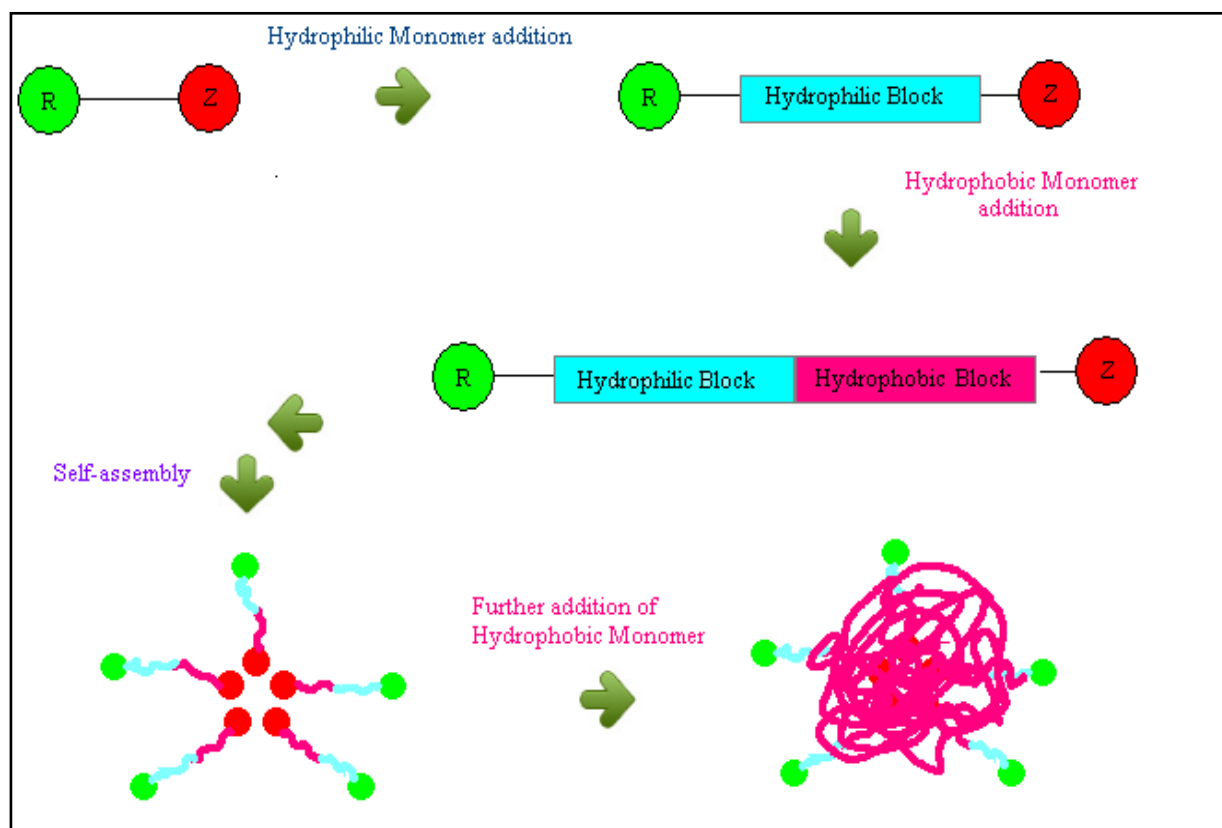 Hydrophilic Monomer addition
R
Z
R
Hydrophilic Block
Z
Hydrophobic Monomer
addition
R
Hydrophilic Block
Hydrophobic Block
Z
Self-assembly
Further addition of
Hydrophobic Monomer